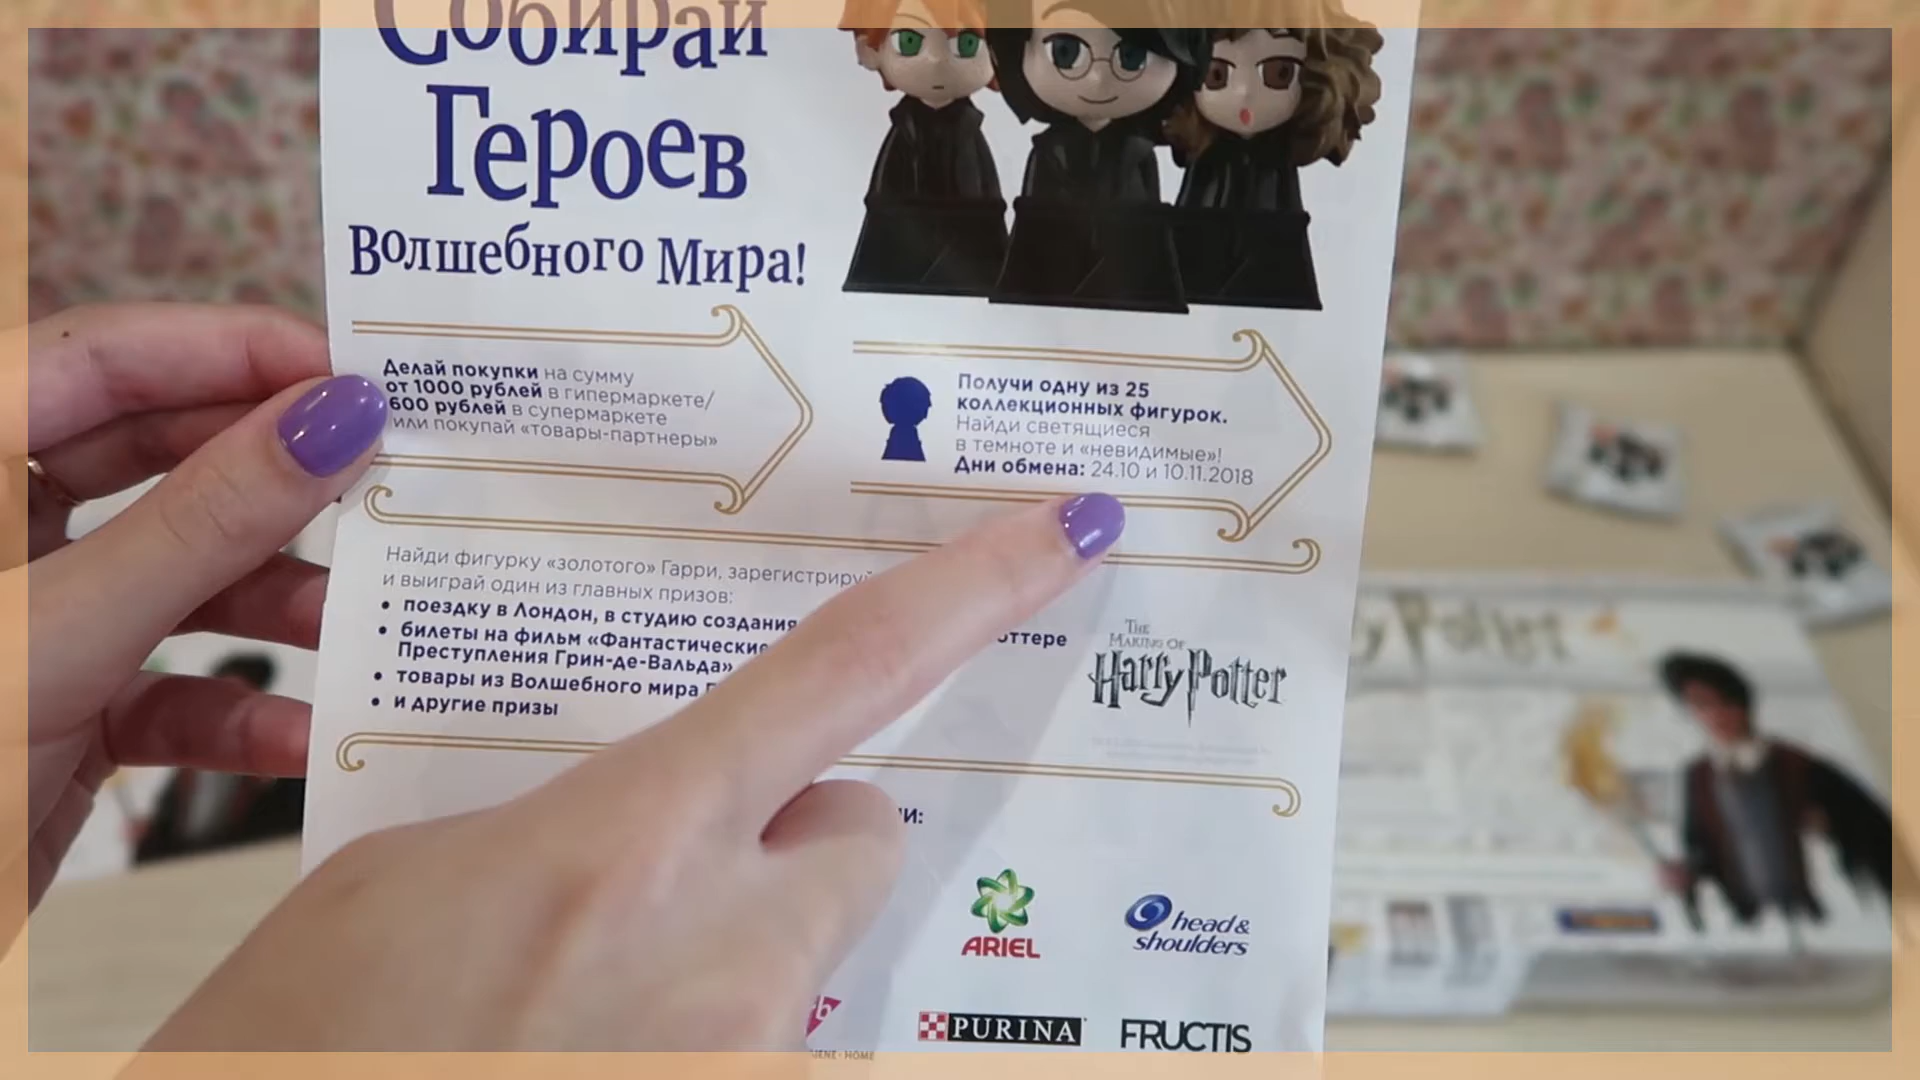 Собирай
Героев
Волшебного Мира!
Делай покупки на сумму
от 1000 рублей в гипермаркете/
600 рублей в супермаркете
или покупай «товары-партнеры»
Получи одну из 25
коллекционных фигурок.
Найди светящиеся
в темноте и «невидимые»!
Дни обмена: 24.10 и 10.11.2018
Найди фигурку «золотого» Гарри, зарегистрируй
и выиграй один из главных призов:
• поездку в Лондон, в студию создания
• билеты на фильм «Фантастические
Преступления Грин-де-Вальда»
• товары из Волшебного мира
• и другие призы
THE
MAKING OF
Harry Potter
ARIEL
head&
shoulders
PURINA
FRUCTIS
HOME